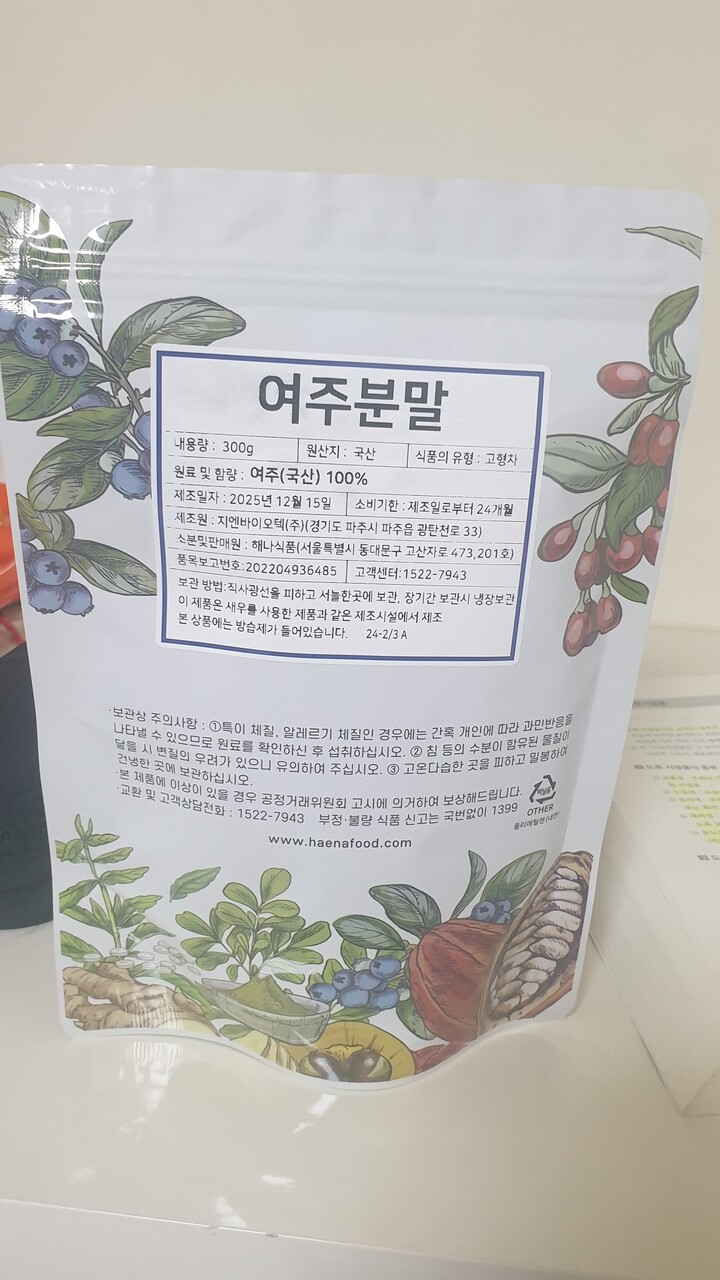 여주분말
내용량 : 300g 원산지 : 국산 식품의 유형 : 고형차
원료 및 함량 : 여주(국산) 100%
제조일자 : 2025년 12월 15일 소비기한 : 제조일로부터 24개월
제조원 : 지엔바이오텍(주)(경기도 파주시 파주읍 광탄천로 33)
소분및판매원 : 해나식품(서울특별시 동대문구 고산자로 473,201호)
품목보고번호:202204936485 고객센터:1522-7943
보관 방법:직사광선을 피하고 서늘한곳에 보관, 장기간 보관시 냉장보관
이 제품은 새우를 사용한 제품과 같은 제조시설에서 제조
본 상품에는 방습제가 들어있습니다. 24-2/3 A
·보관상 주의사항 : ①특이 체질, 알레르기 체질인 경우에는 간혹 개인에 따라 과민반응을
나타낼 수 있으므로 원료를 확인하신 후 섭취하십시오. ② 침 등의 수분이 함유된 물질이
닿을 시 변질의 우려가 있으니 유의하여 주십시오. ③ 고온다습한 곳을 피하고 밀봉하여
건냉한 곳에 보관하십시오.
·본 제품에 이상이 있을 경우 공정거래위원회 고시에 의거하여 보상해드립니다.
·교환 및 고객상담전화 : 1522-7943 부정·불량 식품 신고는 국번없이 1399
비닐류
OTHER
폴리에틸렌(내면)
www.haenafood.com